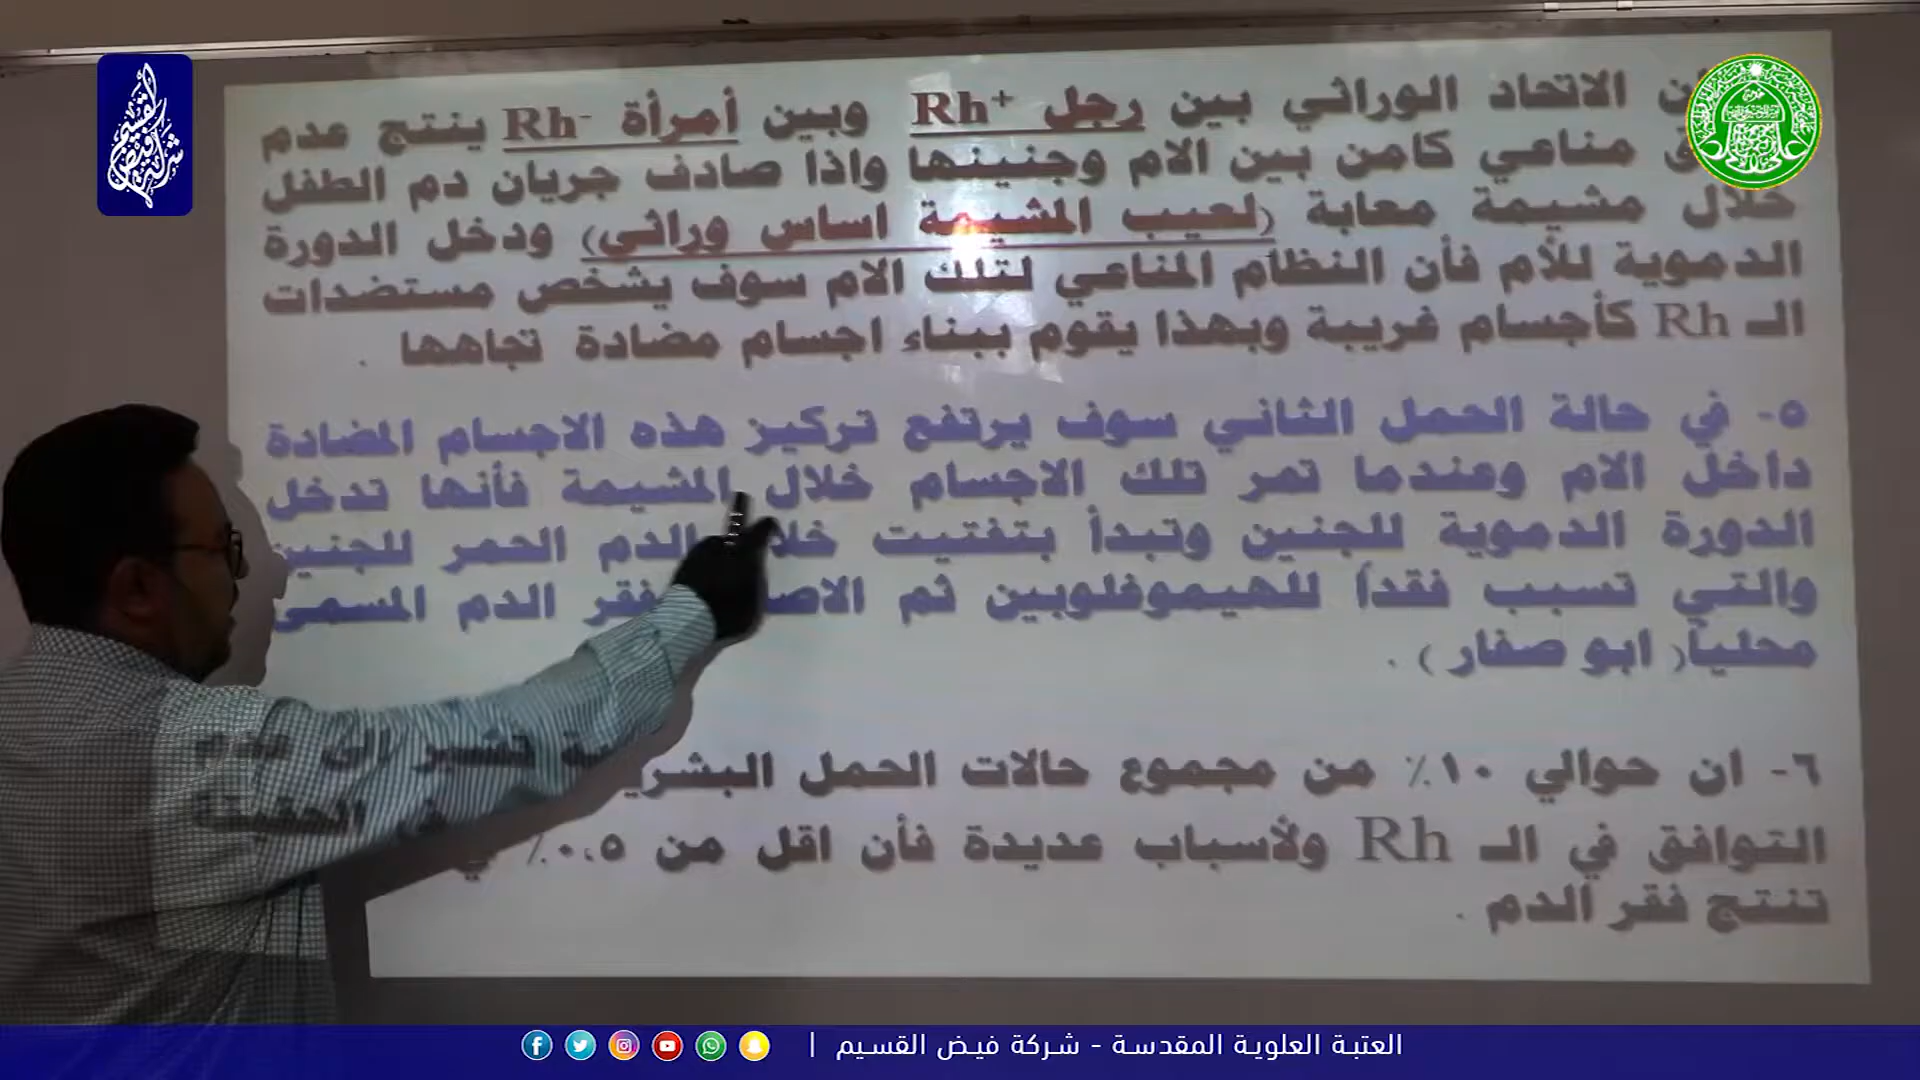 الاتحاد الوراثي بين رجل Rh+ وبين أمرأة Rh- ينتج عدم
مناعي كامن بين الام وجنينها واذا صادف جريان دم الطفل
خلال مشيمة معابة (لعيب المشيمة اساس وراثي) ودخل الدورة
الدموية للأم فأن النظام المناعي لتلك الام سوف يشخص مستضدات
الـ Rh كأجسام غريبة وبهذا يقوم ببناء اجسام مضادة تجاهها .
٥- في حالة الحمل الثاني سوف يرتفع تركيز هذه الاجسام المضادة
داخل الام وعندما تمر تلك الاجسام خلال المشيمة فأنها تدخل
الدورة الدموية للجنين وتبدأ بتفتيت الدم الحمر للجنين
والتي تسبب فقداً للهيموفلوبين ثم فقر الدم المسمى
محلياً( ابو صفار ) .
٦- ان حوالي ١٠٪ من مجموع حالات الحمل تشير الى عدم
التوافق في الـ Rh ولأسباب عديدة فأن اقل من ٠،٥٪ الحقيقة
تنتج فقر الدم .
العتبة العلوية المقدسة - شركة فيض القسيم |